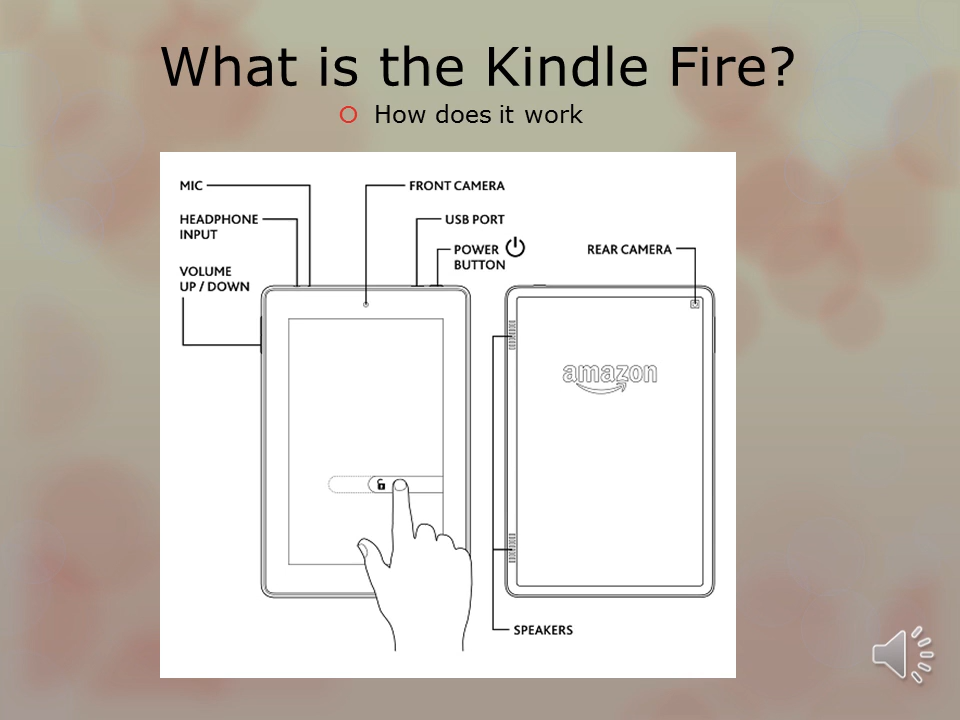 What is the Kindle Fire?
How does it work
MIC
FRONT CAMERA
HEADPHONE
INPUT
USB PORT
POWER
BUTTON
REAR CAMERA
VOLUME
UP / DOWN
amazon
SPEAKERS